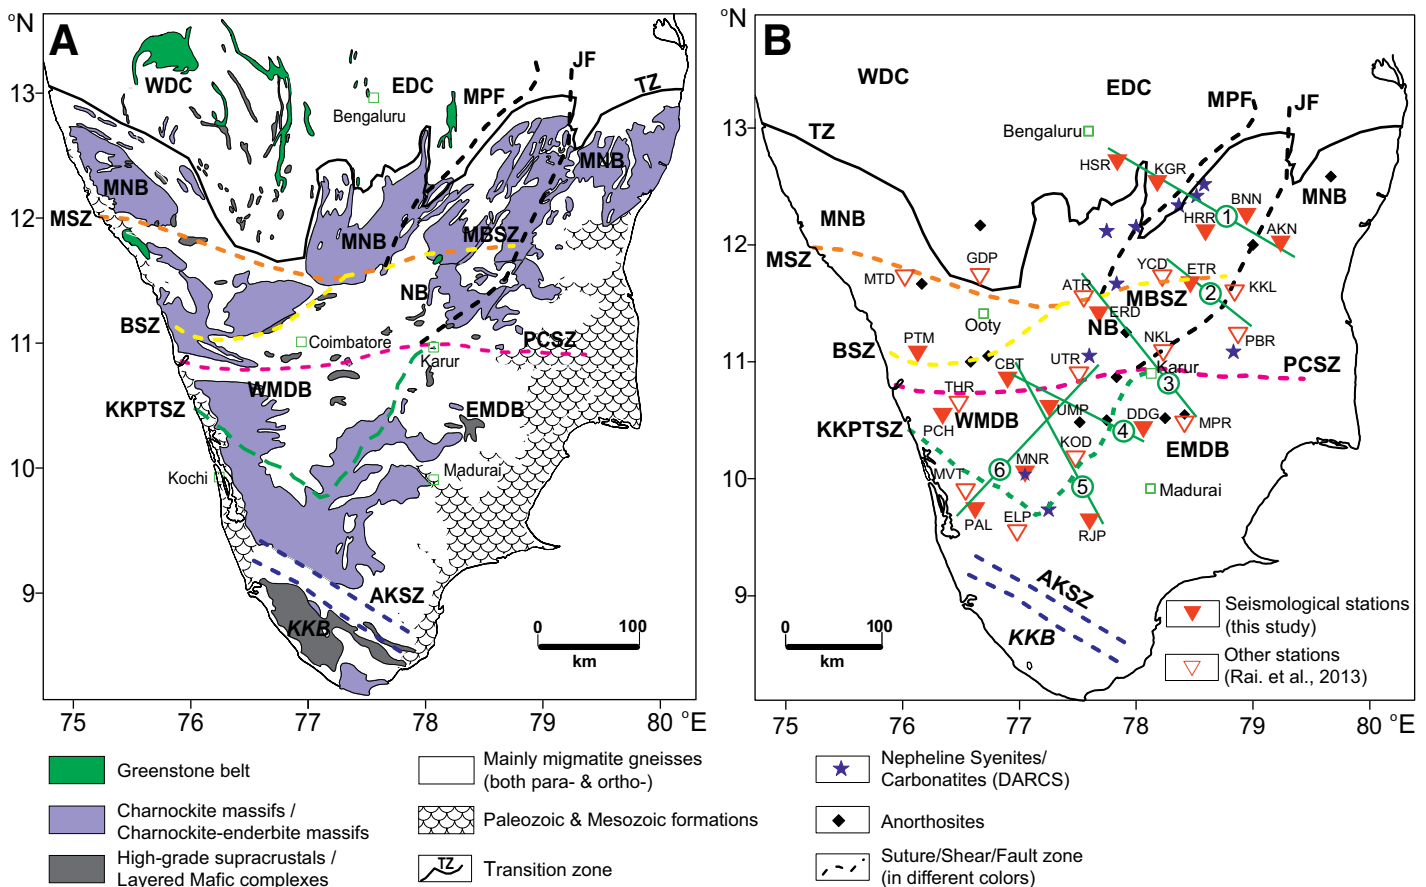 °N
A
WDC
EDC
MPF
JF
TZ
Bengaluru
13
MNB
MNB
12
MSZ
MNB
MBSZ
NB
BSZ
Coimbatore
PCSZ
11
Karur
WMDB
KKPTSZ
EMDB
10
Kochi
Madurai
9
AKSZ
KKB
0 100
km
75 76 77 78 79 80 °E
°N
B
WDC
EDC
MPF
JF
TZ
Bengaluru
13
HSR
KGR
MNB
BNN
1
HRR
AKN
MNB
12
MSZ
GDP
MTD
YCD
ETR
ATR
KKL
MBSZ
2
Ooty
ERD
NB
PTM
NKL
PBR
BSZ
11
UTR
PCSZ
CBT
Karur
3
THR
WMDB
UMP
DDG
PCH
4
MPR
KKPTSZ
KOD
EMDB
6
MNR
10
MVT
5
Madurai
PAL
ELP
RJP
9
AKSZ
KKB
0 100
km
Seismological stations
(this study)
Other stations
(Rai. et al., 2013)
75 76 77 78 79 80 °E
Greenstone belt
Charnockite massifs /
Charnockite-enderbite massifs
High-grade supracrustals /
Layered Mafic complexes
Mainly migmatite gneisses
(both para- & ortho-)
Paleozoic & Mesozoic formations
TZ
Transition zone
Nepheline Syenites/
Carbonatites (DARCS)
Anorthosites
Suture/Shear/Fault zone
(in different colors)